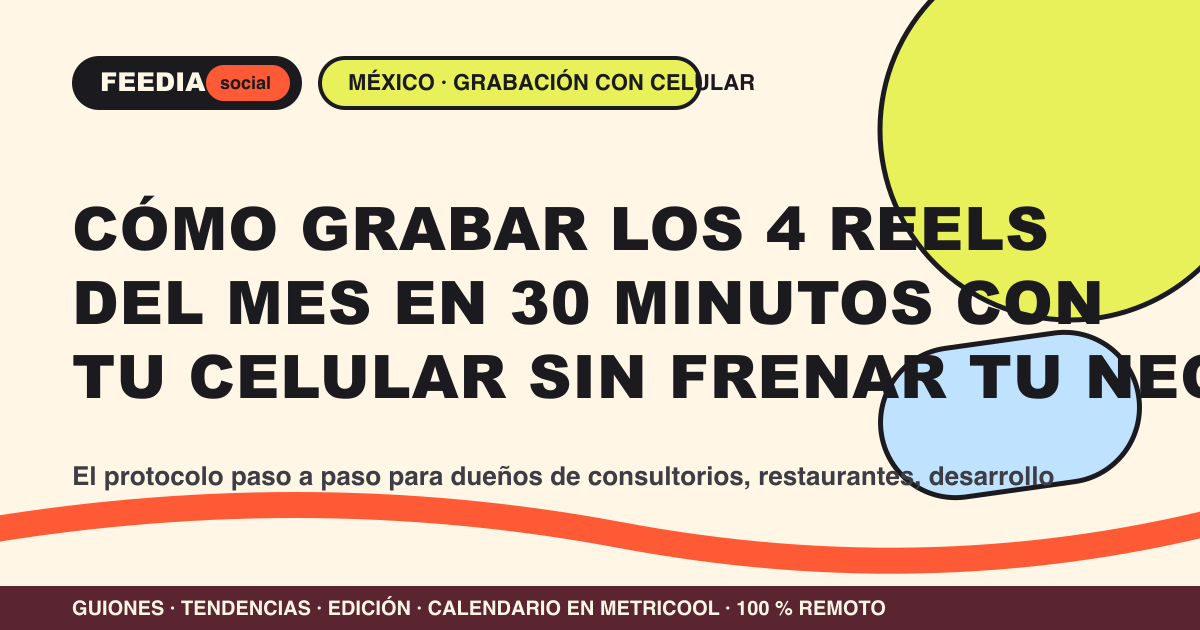 FEEDIA social
MÉXICO · GRABACIÓN CON CELULAR
CÓMO GRABAR LOS 4 REELS
DEL MES EN 30 MINUTOS CON
TU CELULAR SIN FRENAR TU
El protocolo paso a paso para dueños de consultorios, restaurantes, desarrollo
GUIONES · TENDENCIAS · EDICIÓN · CALENDARIO EN METRICOOL · 100 % REMOTO